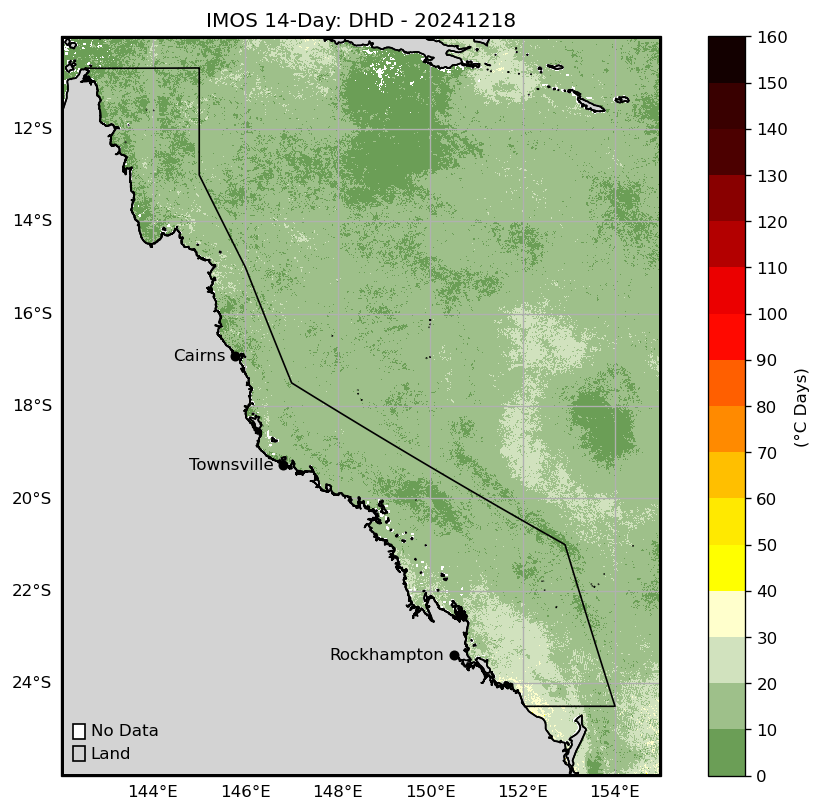 IMOS 14-Day: DHD - 20241218
12°S
14°S
16°S
18°S
20°S
22°S
24°S
Cairns
Townsville
Rockhampton
No Data
Land
144°E 146°E 148°E 150°E 152°E 154°E
160
150
140
130
120
110
100
90
80
70
60
50
40
30
20
10
0
(°C Days)